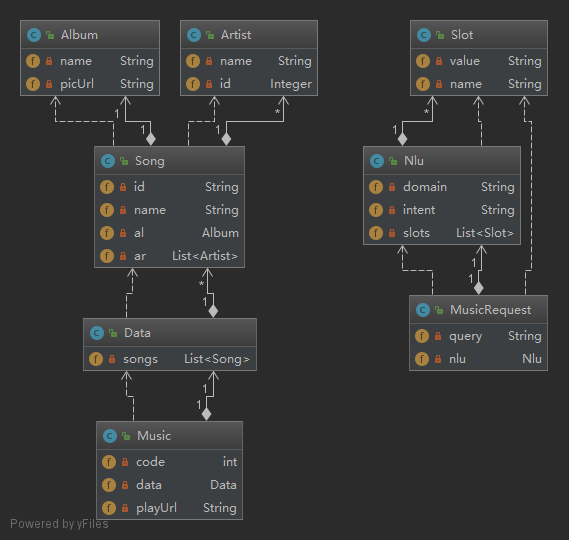 Album
name String
picUrl String
Artist
name String
id Integer
Slot
value String
name String
1
1
*
*
1
Song
id String
name String
al Album
ar List<Artist>
Nlu
domain String
intent String
slots List<Slot>
*
1
1
1
Data
songs List<Song>
MusicRequest
query String
nlu Nlu
1
1
Music
code int
data Data
playUrl String
Powered by yFiles